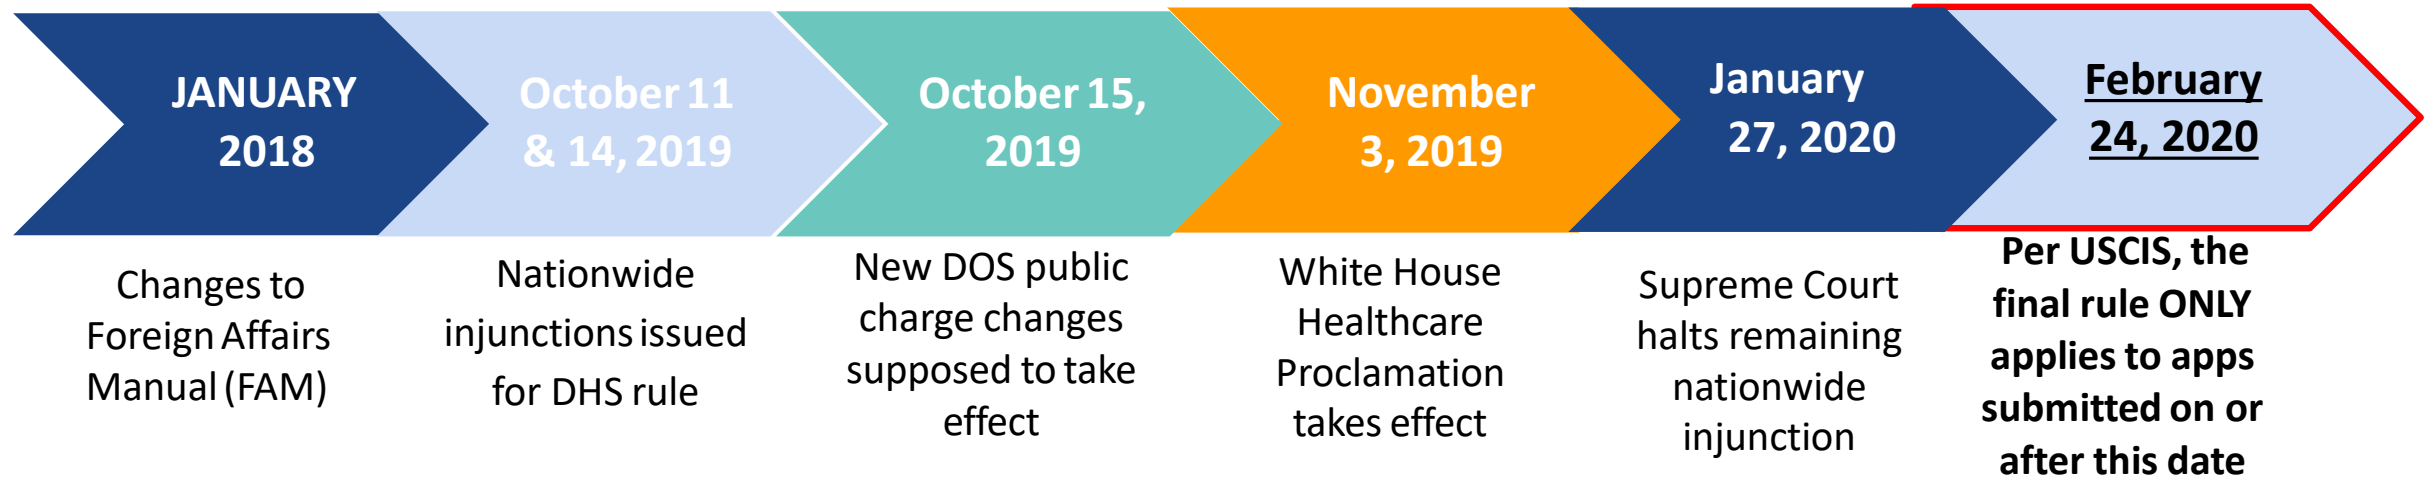 JANUARY
2018
October 11
& 14, 2019
October 15,
2019
November
3, 2019
January
27, 2020
February
24, 2020
Changes to
Foreign Affairs
Manual (FAM)
Nationwide
injunctions issued
for DHS rule
New DOS public
charge changes
supposed to take
effect
White House
Healthcare
Proclamation
takes effect
Supreme Court
halts remaining
nationwide
injunction
Per USCIS, the
final rule ONLY
applies to apps
submitted on or
after this date